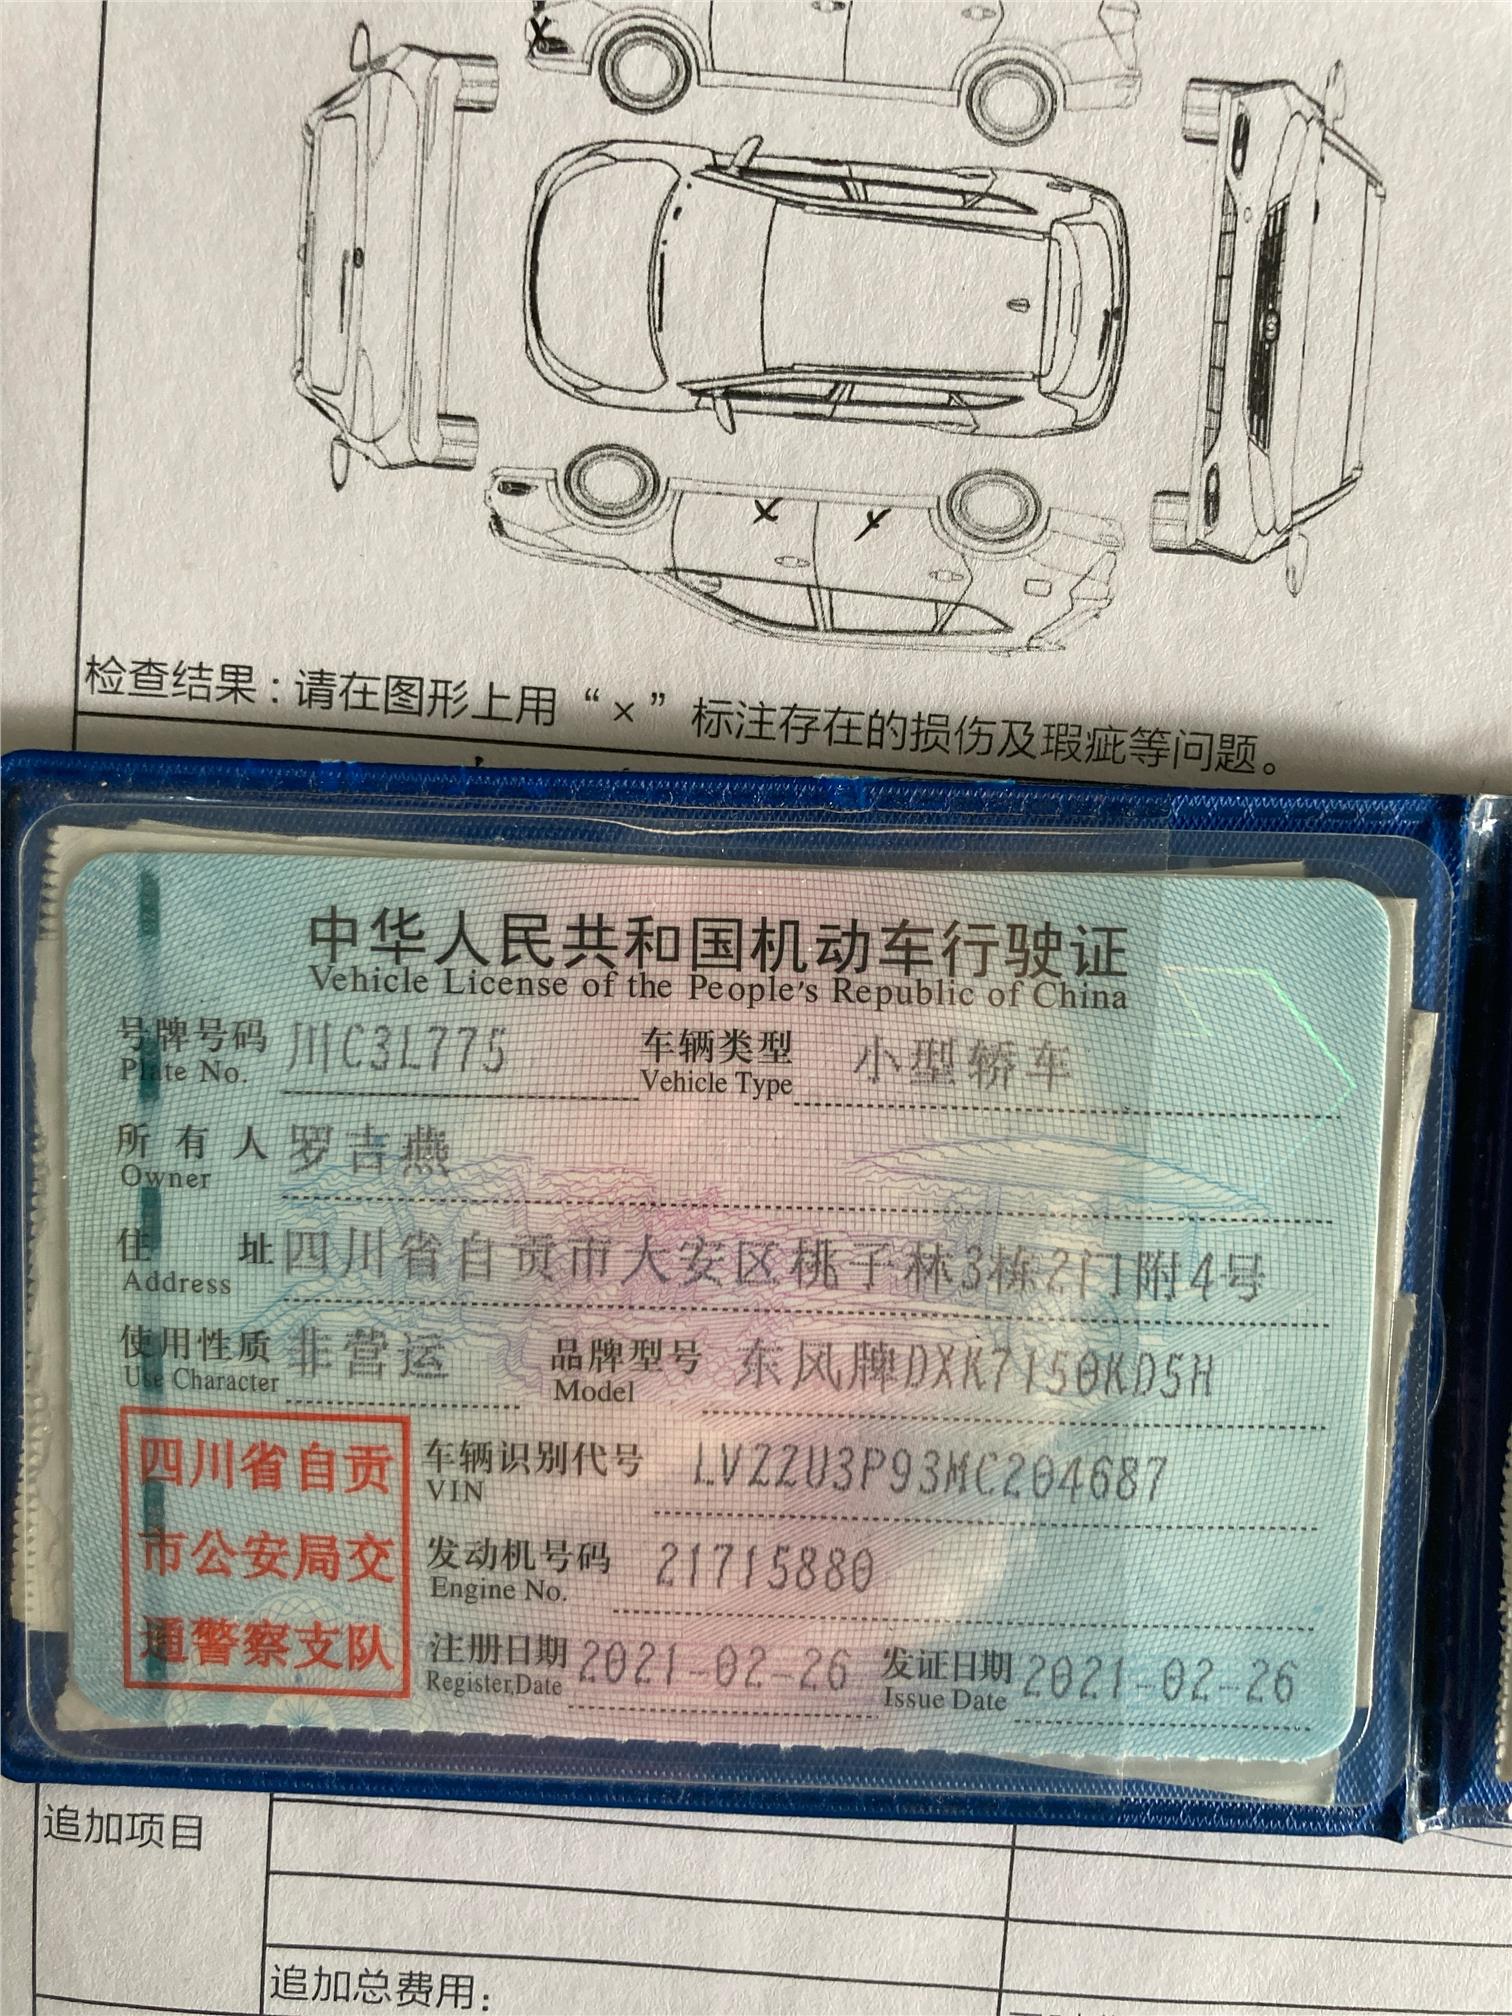 检查结果：请在图形上用“×”标注存在的损伤及瑕疵等问题。
中华人民共和国机动车行驶证
Vehicle License of the People's Republic of China
号牌号码 川C3L775 车辆类型 小型轿车
Plate No. Vehicle Type
所有人 罗吉燕
Owner
住址 四川省自贡市大安区桃子林3栋2门附4号
Address
使用性质 非营运 品牌型号 东风牌DXK7150KD5H
Use Character Model
四川省自贡
市公安局交
通警察支队
车辆识别代号 LVZZU3P93MC204687
VIN
发动机号码 21715880
Engine No.
注册日期 2021-02-26 发证日期 2021-02-26
Register Date Issue Date
追加项目
追加总费用：